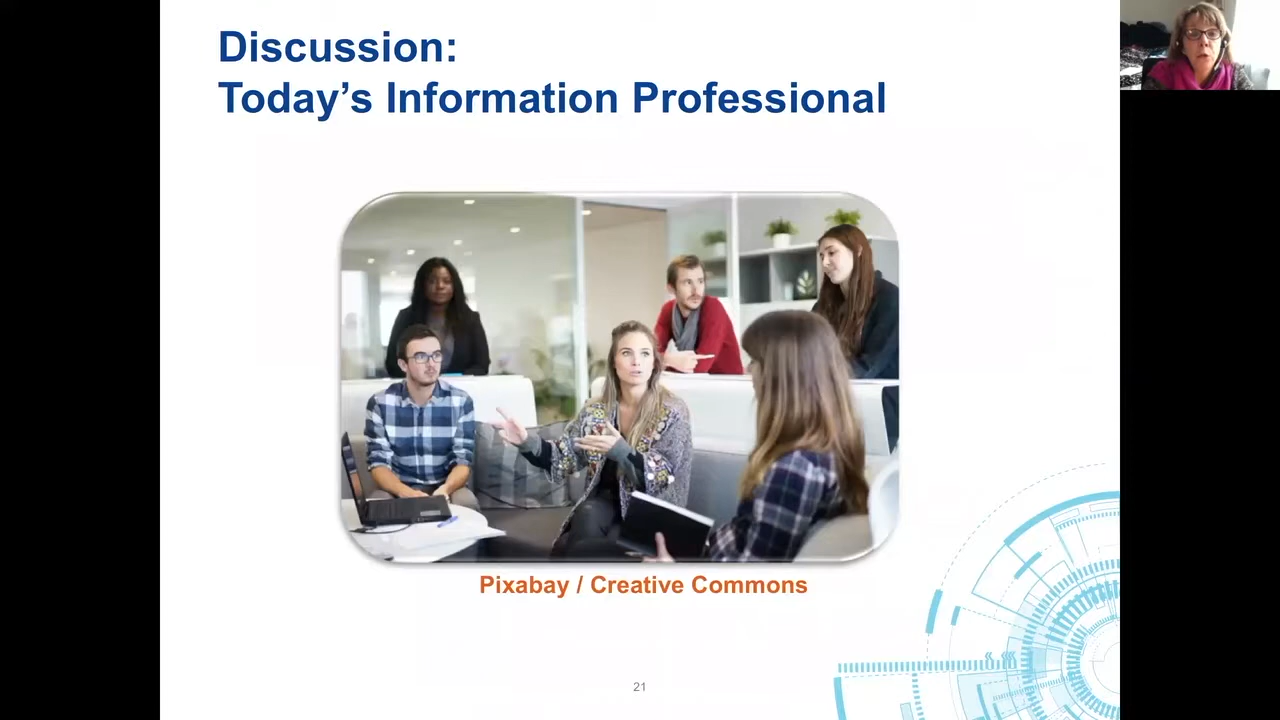 Discussion:
Today’s Information Professional
Pixabay / Creative Commons
21